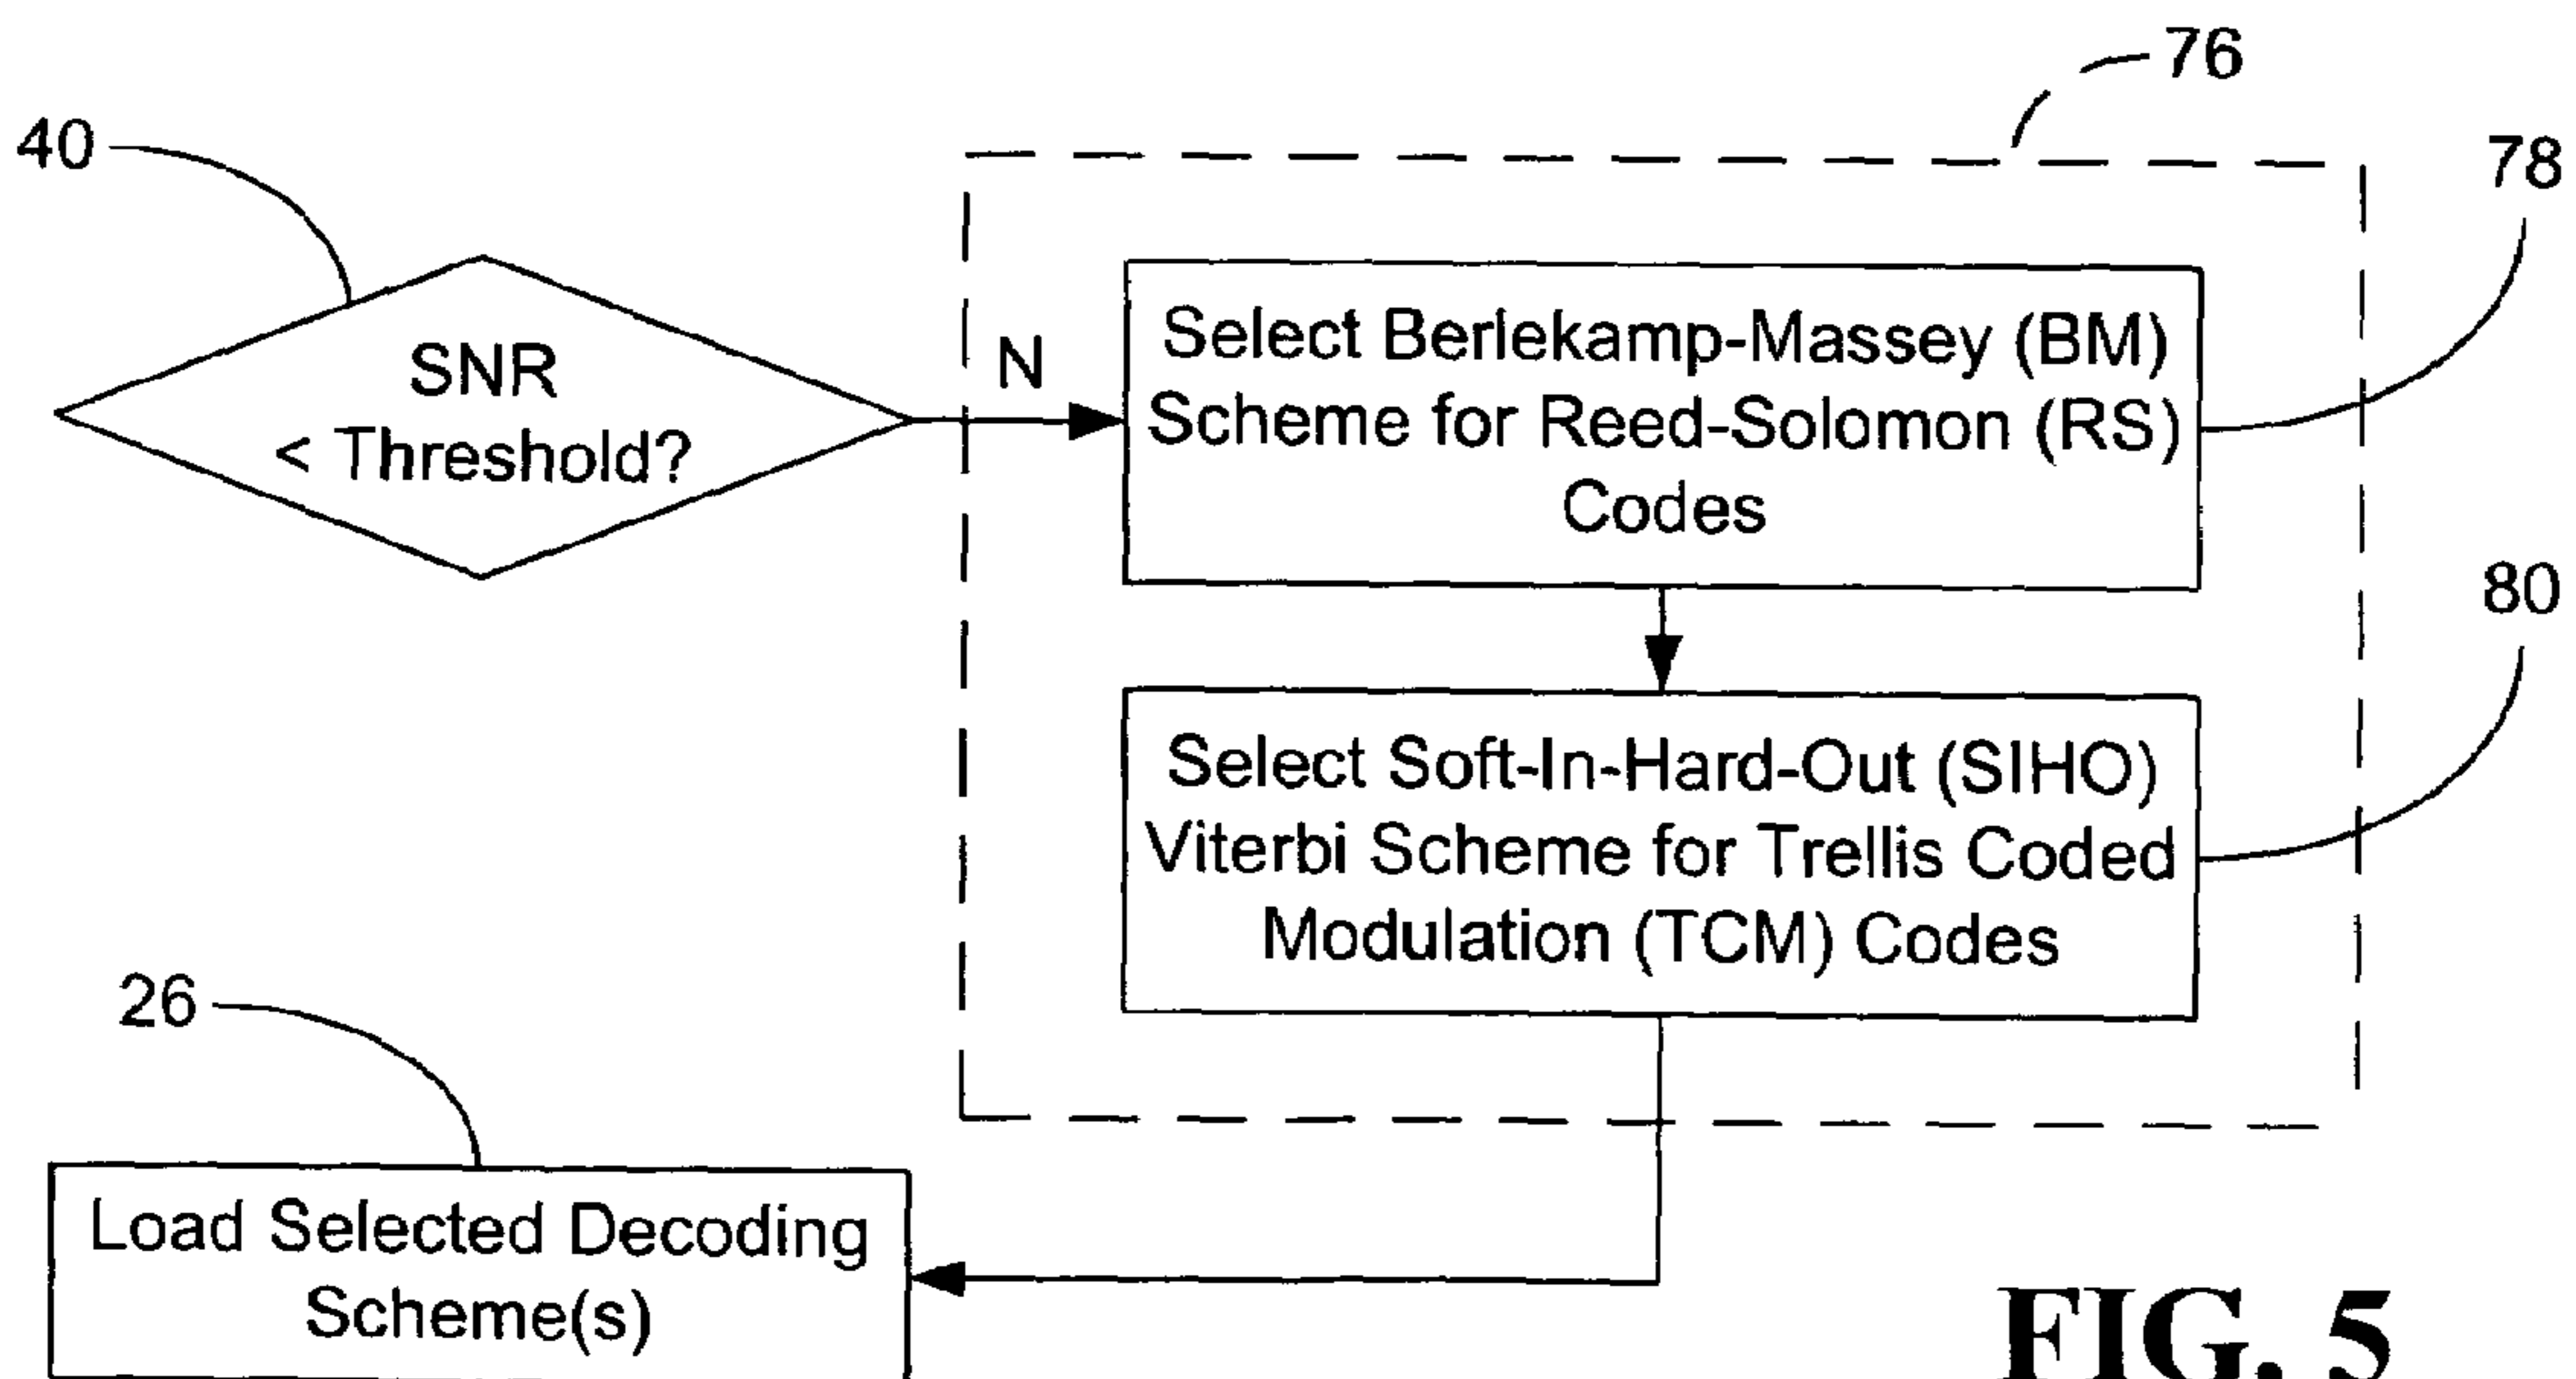 76
40
78
SNR
< Threshold?
N
Select Berlekamp-Massey (BM)
Scheme for Reed-Solomon (RS)
Codes
80
Select Soft-In-Hard-Out (SIHO)
Viterbi Scheme for Trellis Coded
Modulation (TCM) Codes
26
Load Selected Decoding
Scheme(s)
FIG. 5